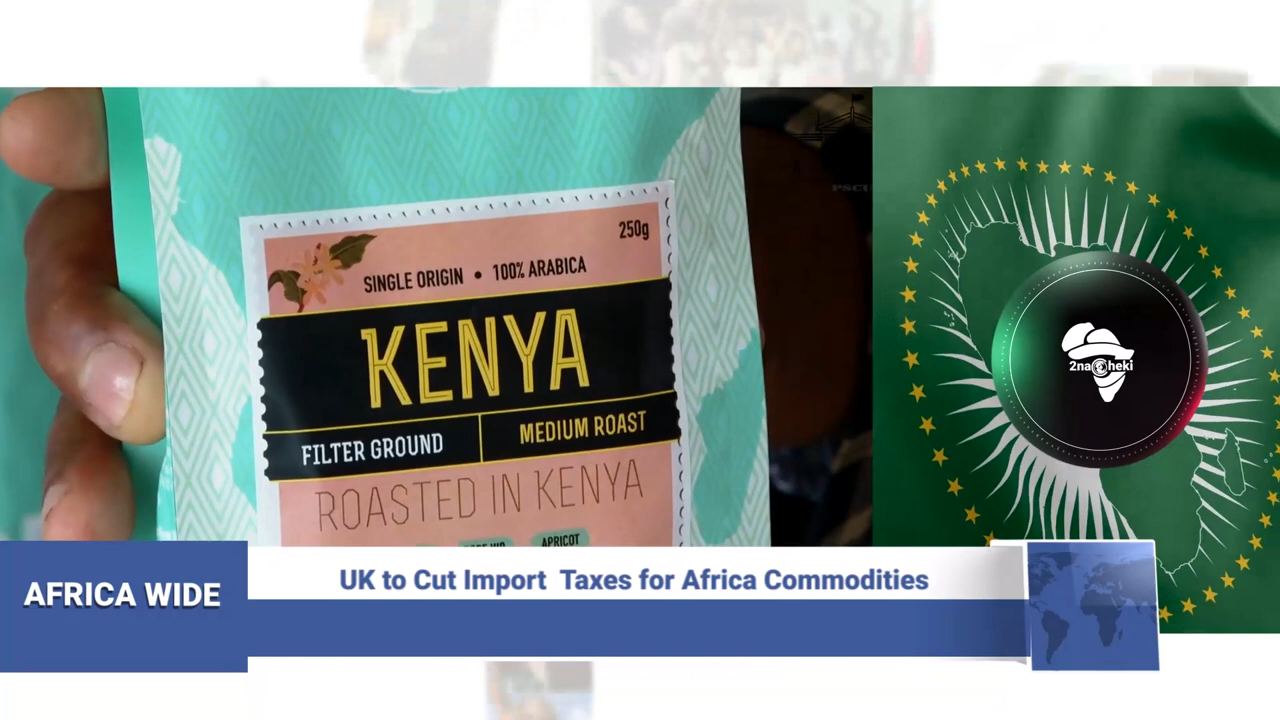 250g
SINGLE ORIGIN • 100% ARABICA
KENYA
FILTER GROUND
MEDIUM ROAST
ROASTED IN KENYA
APRICOT
2nacheki
AFRICA WIDE
UK to Cut Import Taxes for Africa Commodities